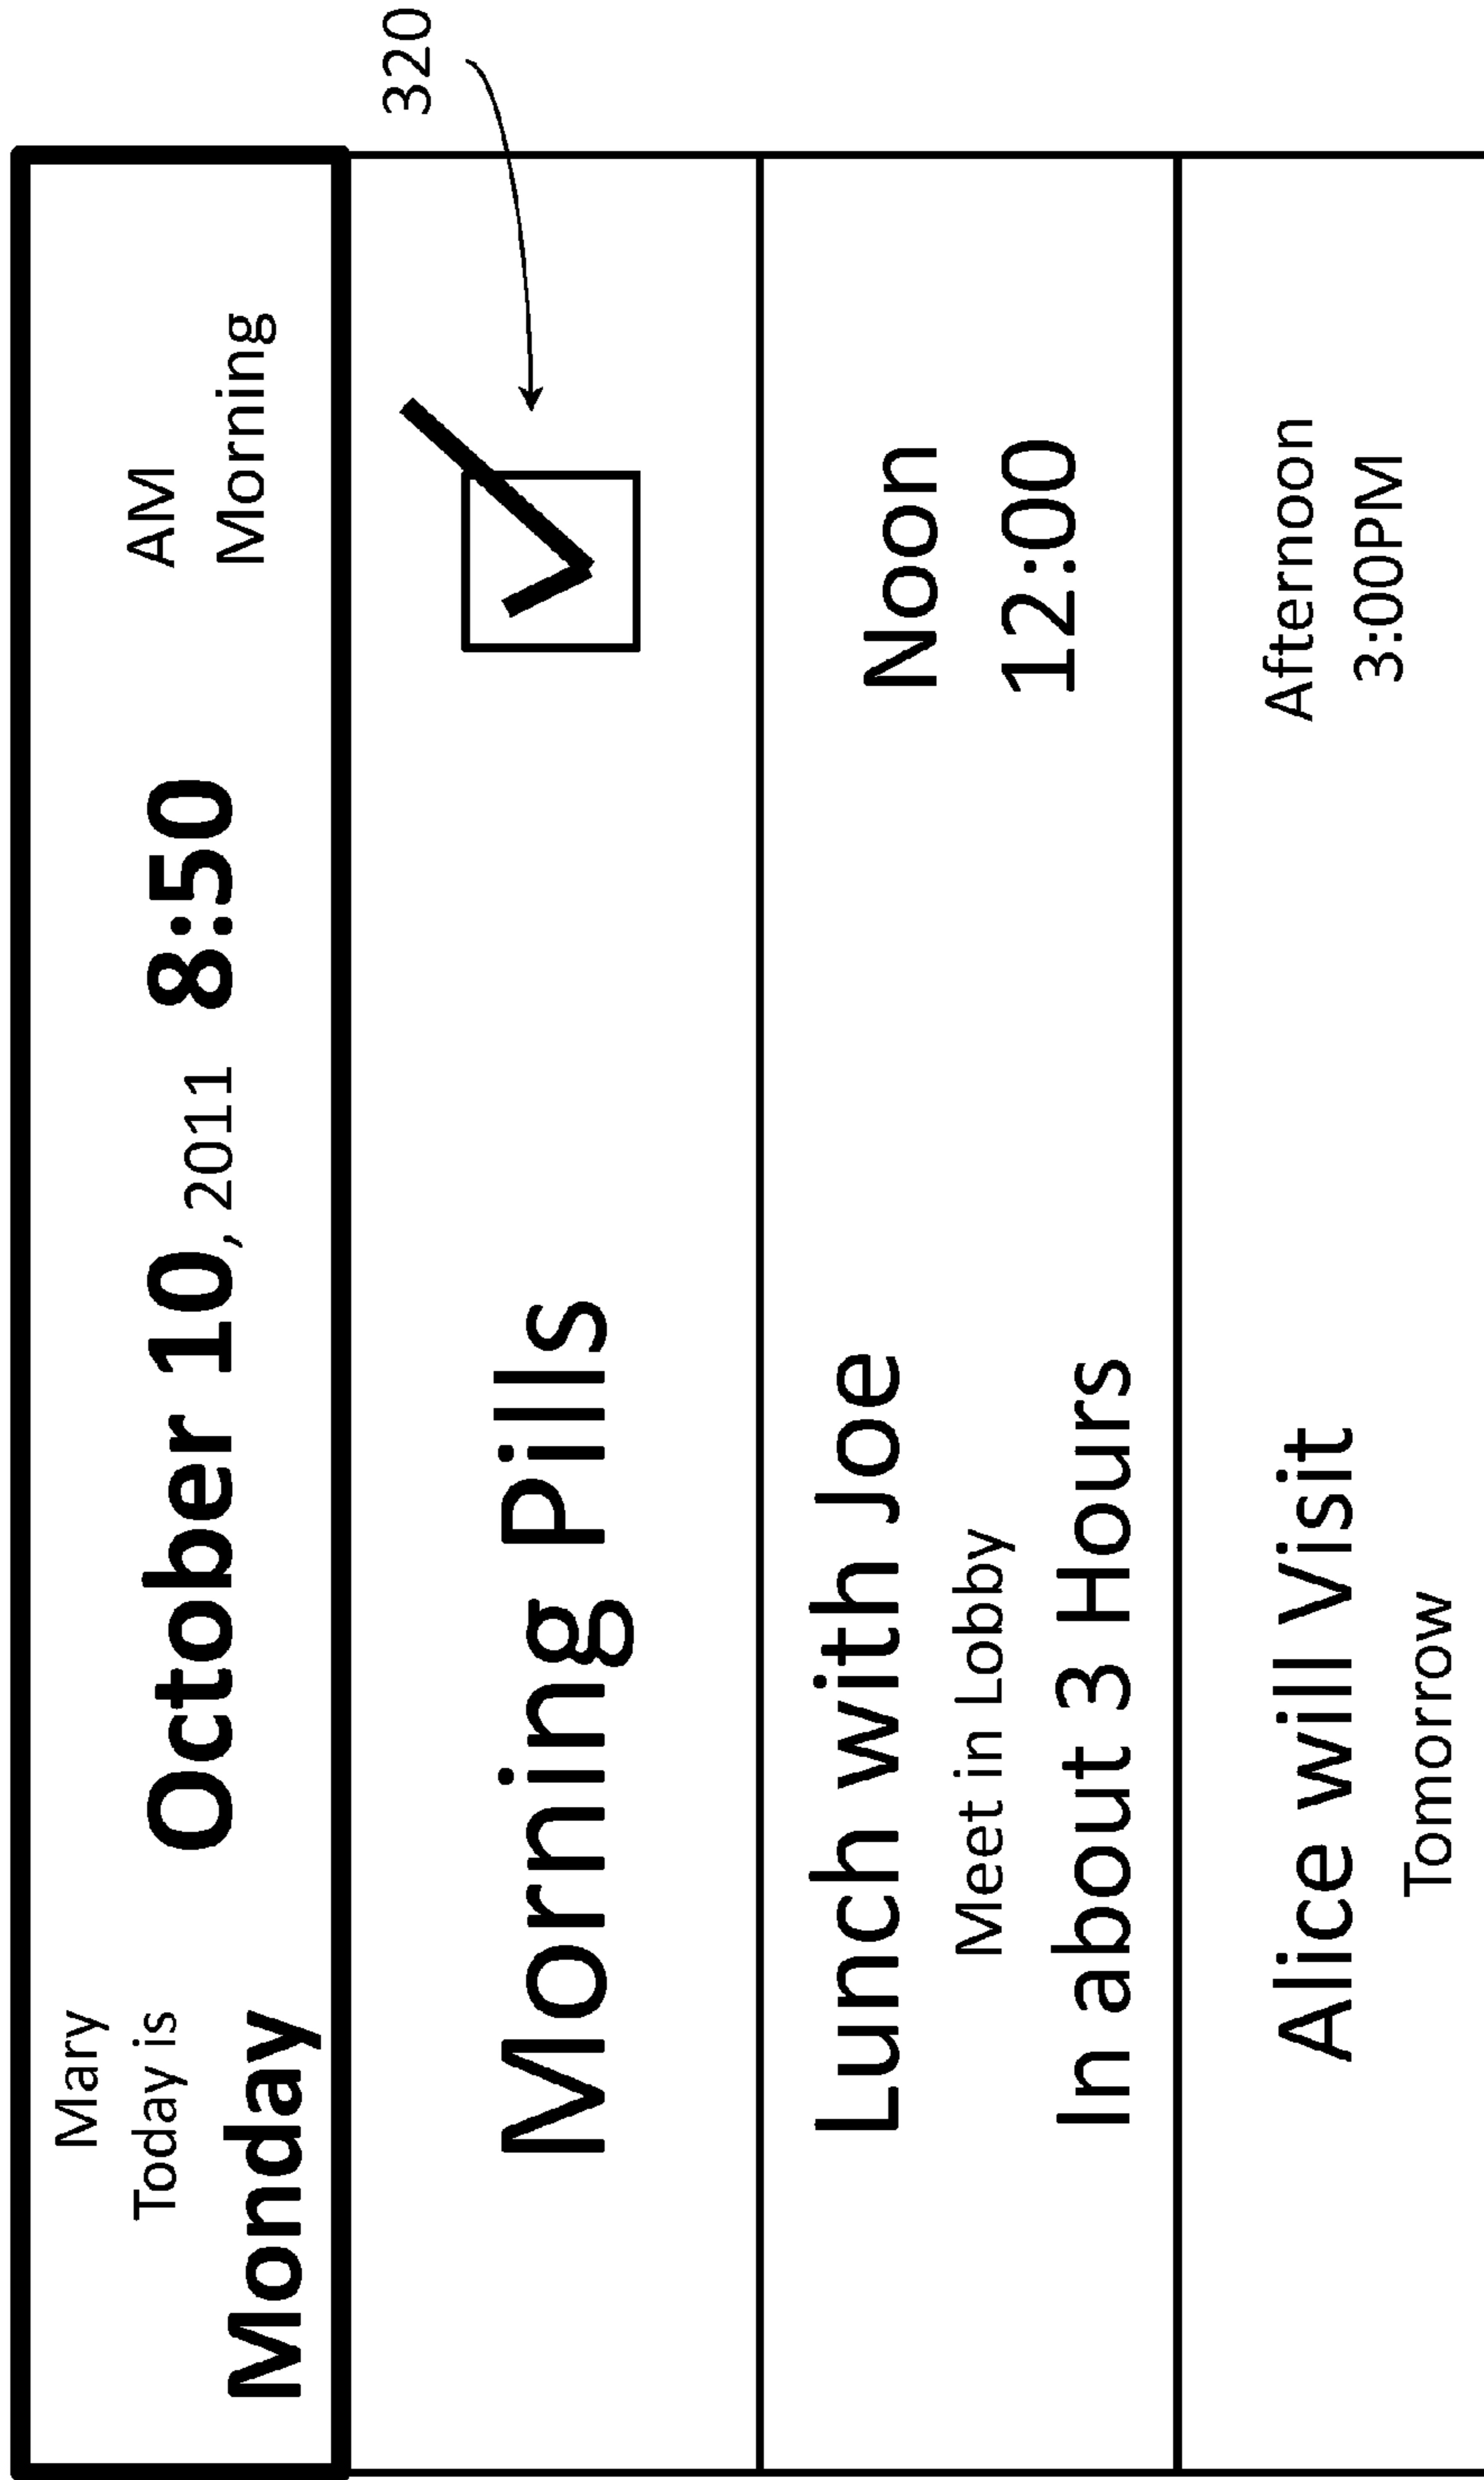 320
Mary
Today is
Monday
October 10, 2011 8:50
AM
Morning
Morning Pills
Lunch with Joe
Meet in Lobby
In about 3 Hours
Noon
12:00
Alice will Visit
Tomorrow
Afternoon
3:00PM